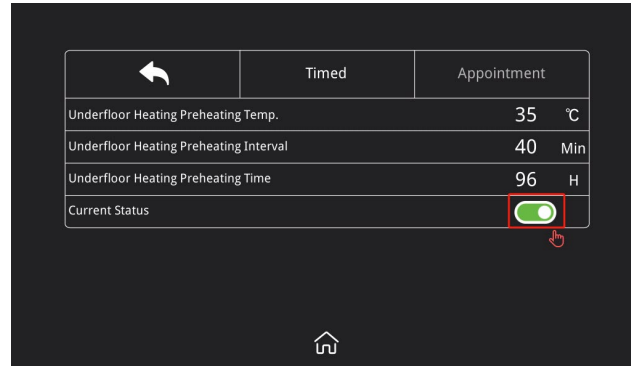 Timed Appointment
Underfloor Heating Preheating Temp. 35 ℃
Underfloor Heating Preheating Interval 40 Min
Underfloor Heating Preheating Time 96 H
Current Status